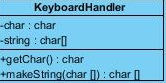 KeyboardHandler
-char : char
-string : char[]
+getChar() : char
+makeString(char []) : char []